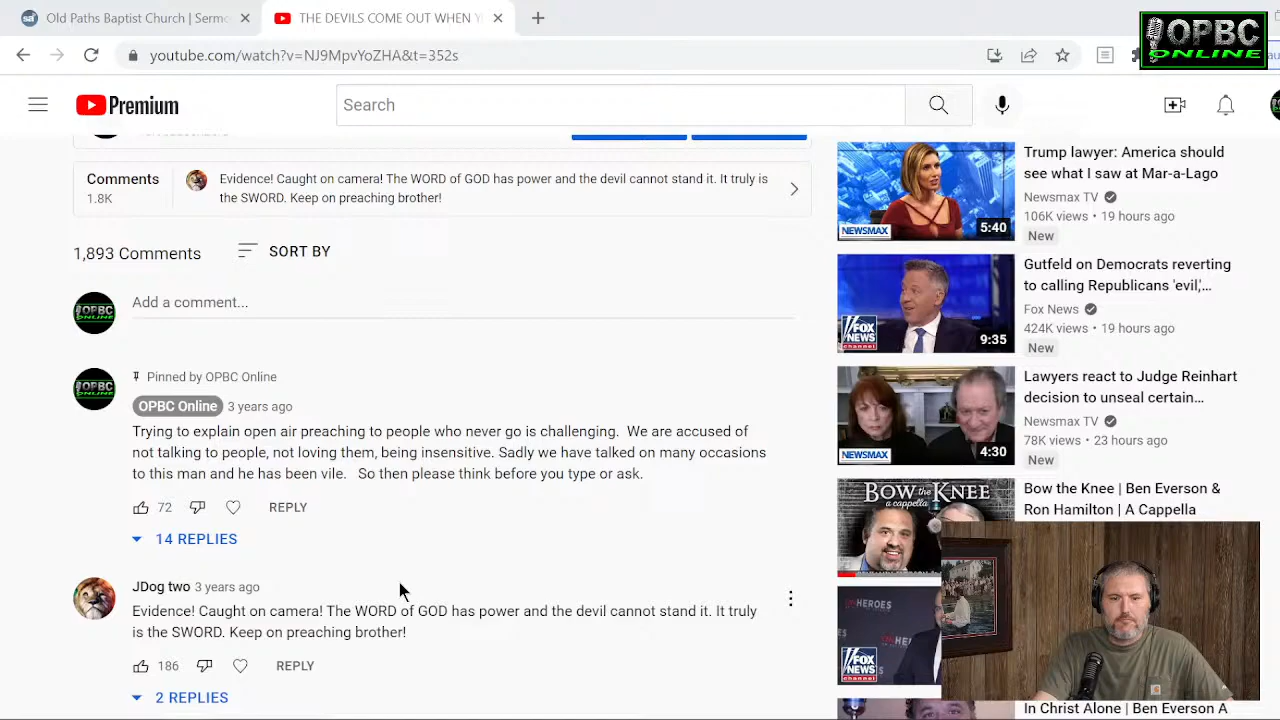 Old Paths Baptist Church | Sermo
THE DEVILS COME OUT WHEN
OPBC
ONLINE
youtube.com/watch?v=NJ9MpvYoZHA&t=352s
Premium
Search
Comments
1.8K
Evidence! Caught on camera! The WORD of GOD has power and the devil cannot stand it. It truly is
the SWORD. Keep on preaching brother!
1,893 Comments
SORT BY
OPBC
ONLINE
Add a comment...
OPBC
ONLINE
Pinned by OPBC Online
OPBC Online 3 years ago
Trying to explain open air preaching to people who never go is challenging. We are accused of
not talking to people, not loving them, being insensitive. Sadly we have talked on many occasions
to this man and he has been vile. So then please think before you type or ask.
REPLY
14 REPLIES
JDog two 3 years ago
Evidence! Caught on camera! The WORD of GOD has power and the devil cannot stand it. It truly
is the SWORD. Keep on preaching brother!
186 REPLY
2 REPLIES
NEWSMAX
5:40
Trump lawyer: America should
see what I saw at Mar-a-Lago
Newsmax TV
106K views • 19 hours ago
New
FOX
NEWS
channel
9:35
Gutfeld on Democrats reverting
to calling Republicans 'evil,'...
Fox News
424K views • 19 hours ago
New
NEWSMAX
4:30
Lawyers react to Judge Reinhart
decision to unseal certain...
Newsmax TV
78K views • 23 hours ago
New
BOW the KNEE
a cappella
Bow the Knee | Ben Everson &
Ron Hamilton | A Cappella
FOX
NEWS
channel
In Christ Alone | Ben Everson A